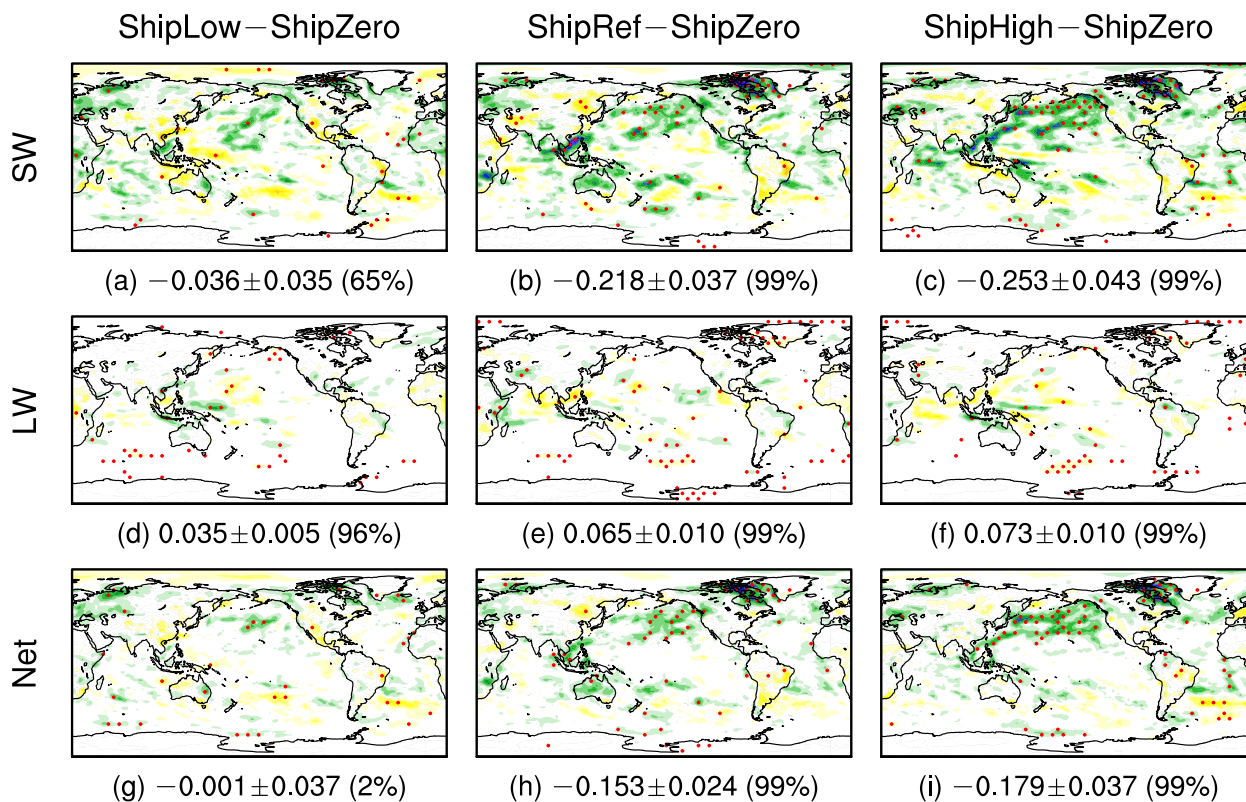 ShipLow−ShipZero ShipRef−ShipZero ShipHigh−ShipZero
SW
(a) −0.036±0.035 (65%) (b) −0.218±0.037 (99%) (c) −0.253±0.043 (99%)
LW
(d) 0.035±0.005 (96%) (e) 0.065±0.010 (99%) (f) 0.073±0.010 (99%)
Net
(g) −0.001±0.037 (2%) (h) −0.153±0.024 (99%) (i) −0.179±0.037 (99%)